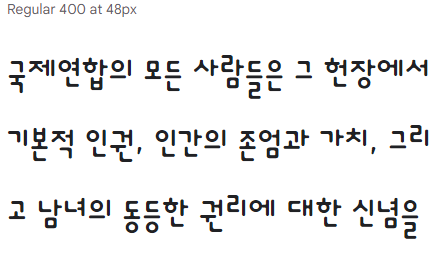 Regular 400 at 48px
국제연합의 모든 사람들은 그 헌장에서
기본적 인권, 인간의 존엄과 가치, 그리
고 남녀의 동등한 권리에 대한 신념을